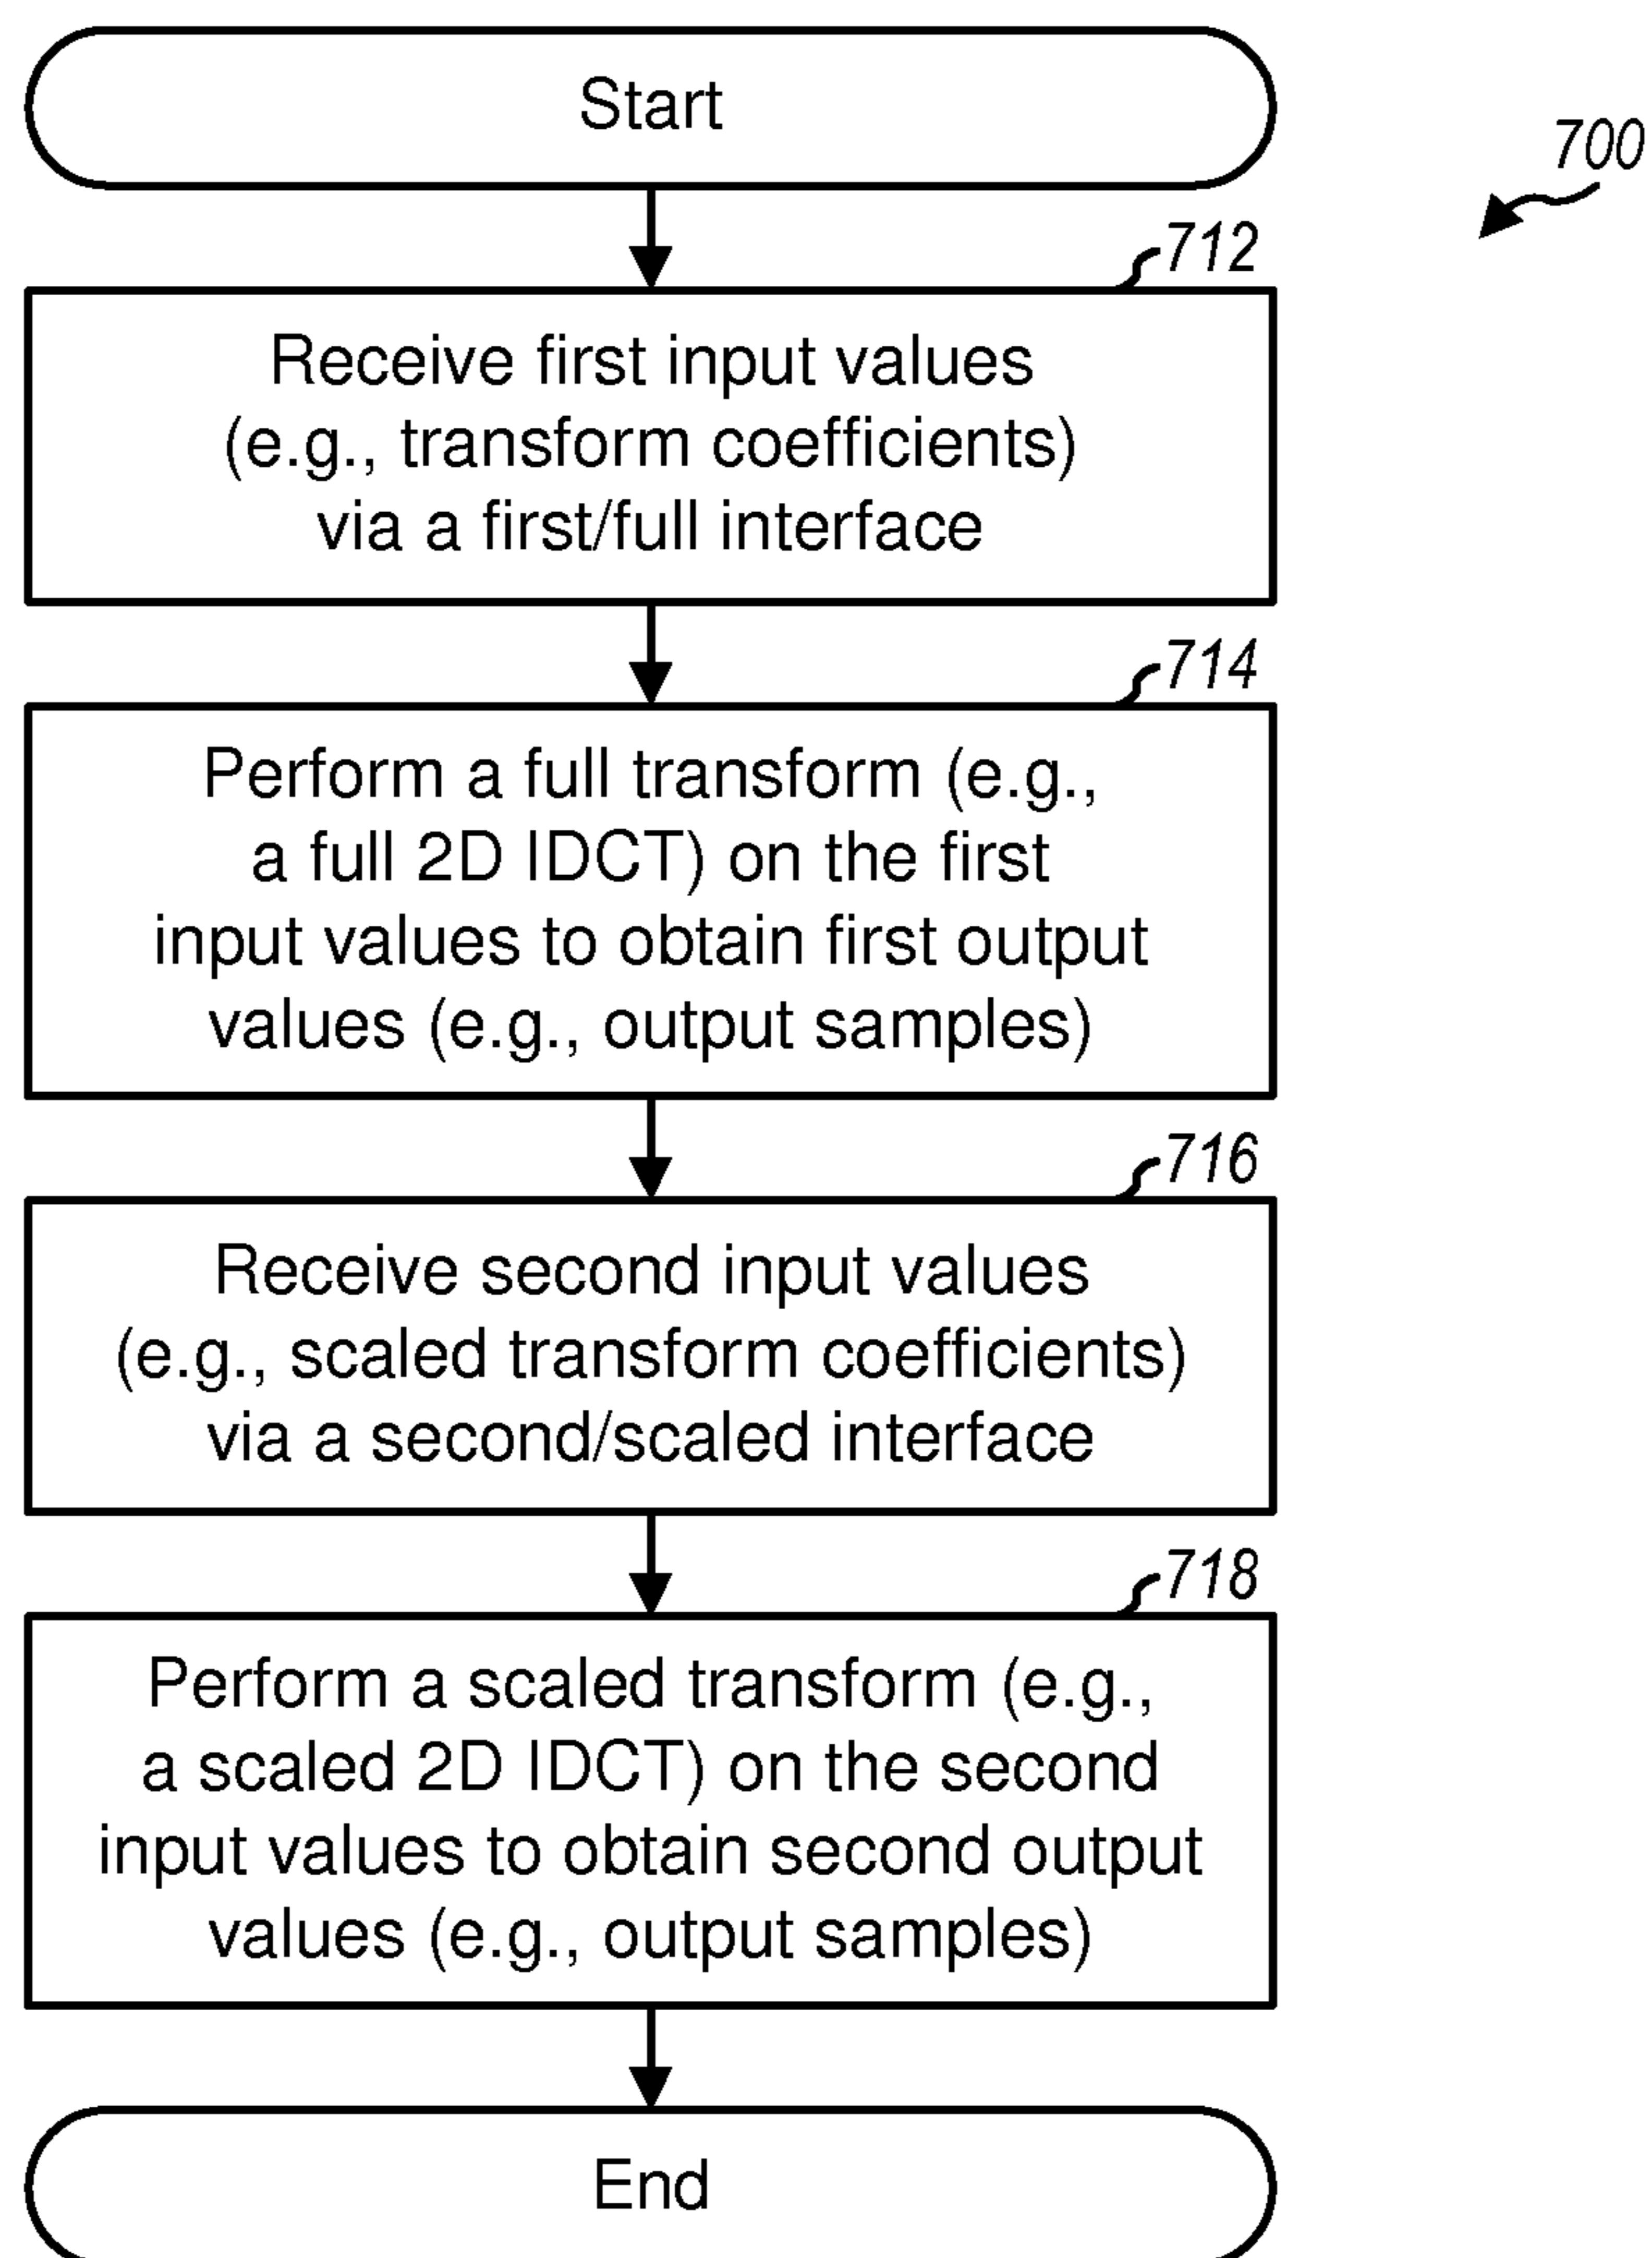 Start
700
712
Receive first input values
(e.g., transform coefficients)
via a first/full interface
714
Perform a full transform (e.g.,
a full 2D IDCT) on the first
input values to obtain first output
values (e.g., output samples)
716
Receive second input values
(e.g., scaled transform coefficients)
via a second/scaled interface
718
Perform a scaled transform (e.g.,
a scaled 2D IDCT) on the second
input values to obtain second output
values (e.g., output samples)
End